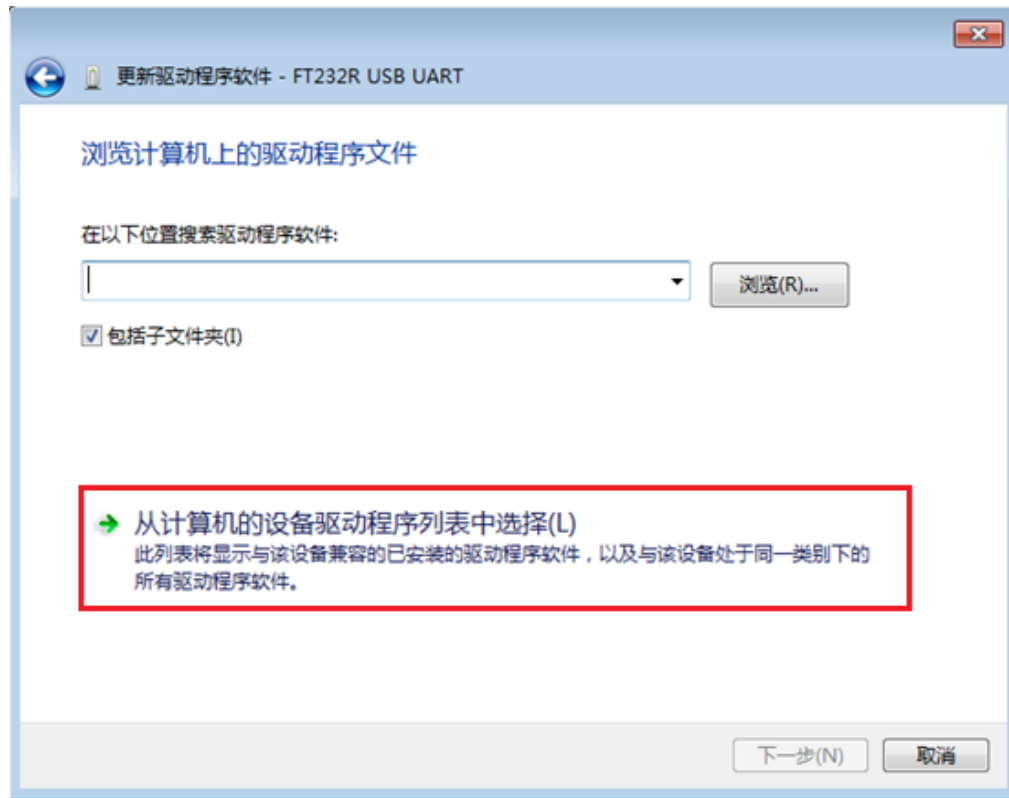 更新驱动程序软件 - FT232R USB UART
浏览计算机上的驱动程序文件
在以下位置搜索驱动程序软件:
浏览(R)...
包括子文件夹(I)
从计算机的设备驱动程序列表中选择(L)
此列表将显示与该设备兼容的已安装的驱动程序软件，以及与该设备处于同一类别下的
所有驱动程序软件。
下一步(N)
取消